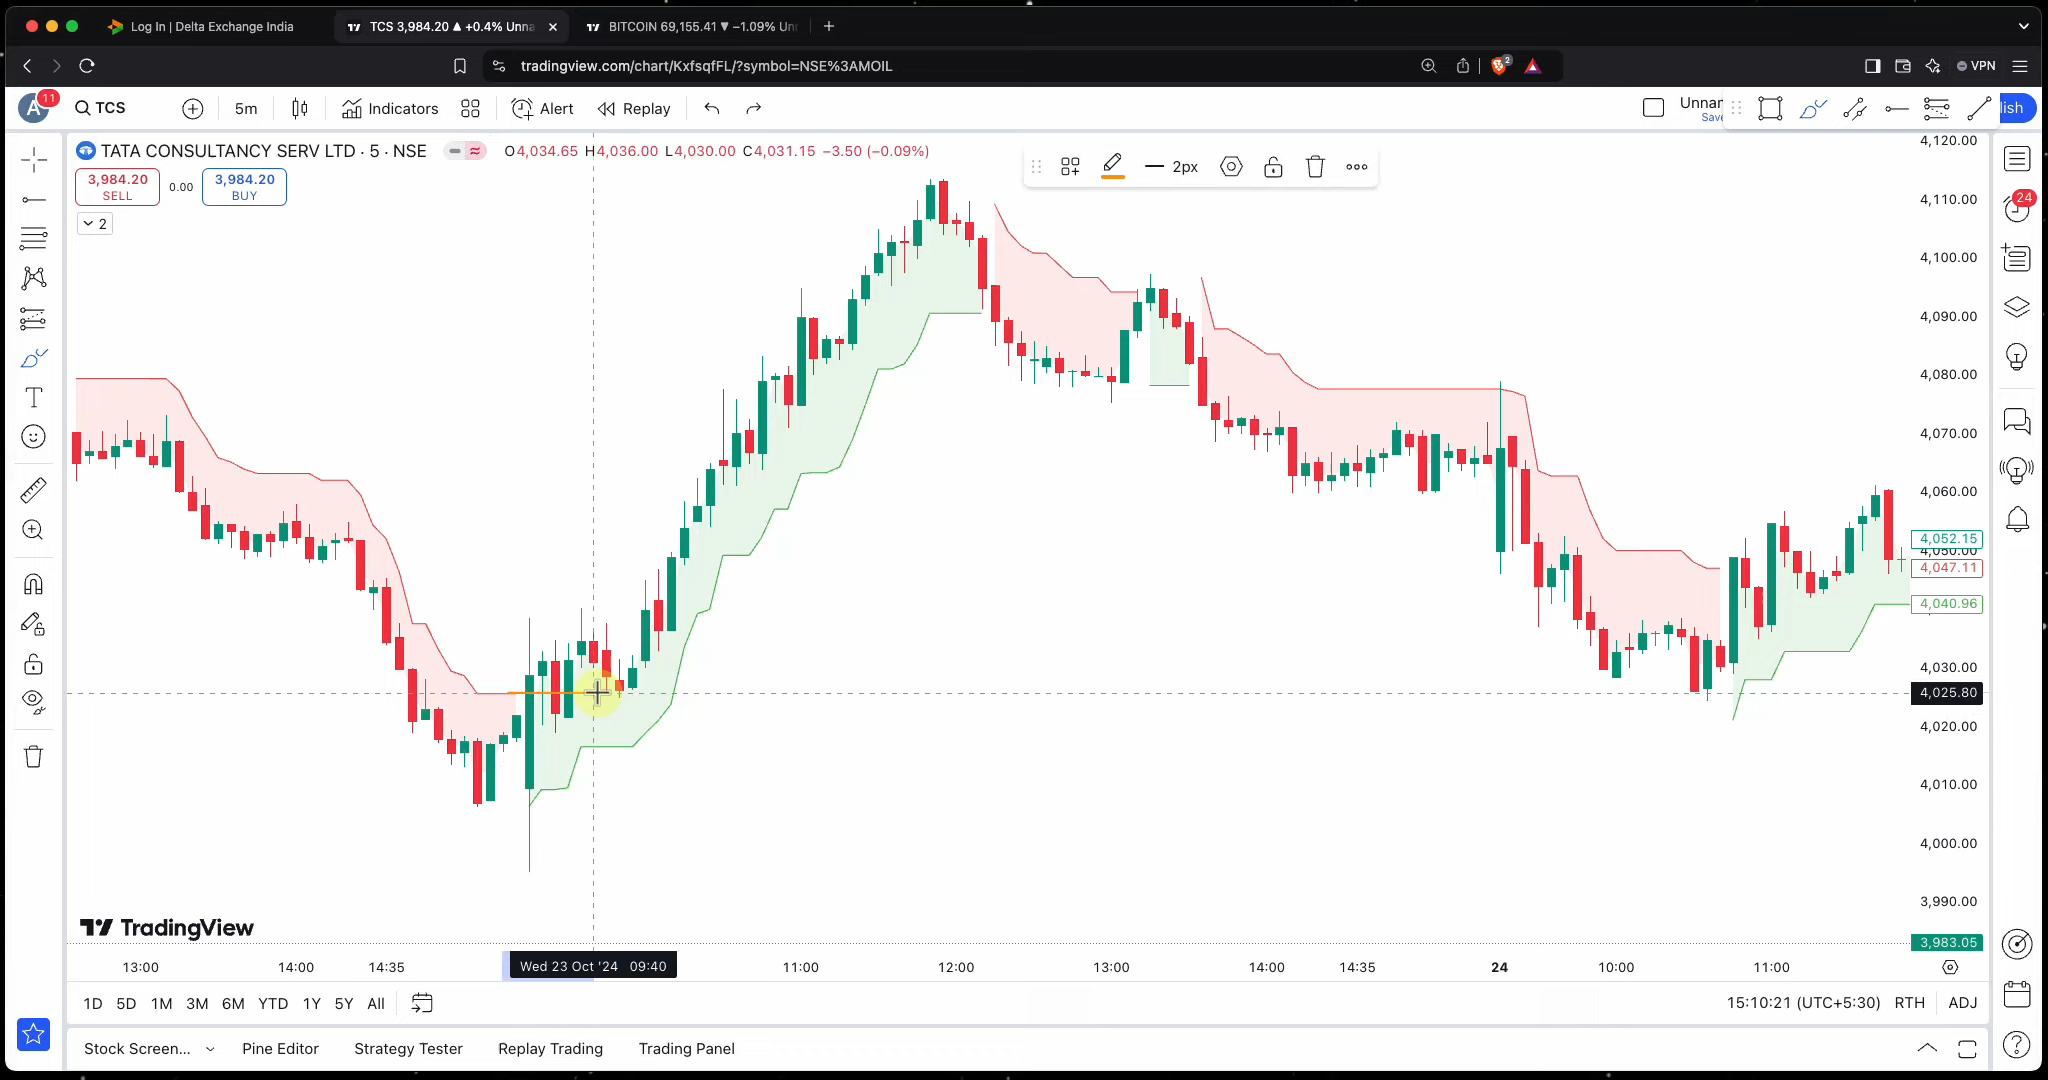 Log In | Delta Exchange India
TCS 3,984.20 ▲ +0.4% Unna
BITCOIN 69,155.41 ▼ −1.09% Un
tradingview.com/chart/KxfsqfFL/?symbol=NSE%3AMOIL
2
VPN
A
11
TCS
5m
Indicators
Alert
Replay
Unnar
Save
lish
TATA CONSULTANCY SERV LTD · 5 · NSE
O4,034.65 H4,036.00 L4,030.00 C4,031.15 −3.50 (−0.09%)
3,984.20
SELL
0.00
3,984.20
BUY
2
2px
24
4,120.00
4,110.00
4,100.00
4,090.00
4,080.00
4,070.00
4,060.00
4,052.15
4,050.00
4,047.11
4,040.96
4,030.00
4,025.80
4,020.00
4,010.00
4,000.00
3,990.00
3,983.05
TradingView
13:00
14:00
14:35
Wed 23 Oct '24 09:40
11:00
12:00
13:00
14:00
14:35
24
10:00
11:00
1D 5D 1M 3M 6M YTD 1Y 5Y All
15:10:21 (UTC+5:30) RTH ADJ
Stock Screen... Pine Editor Strategy Tester Replay Trading Trading Panel